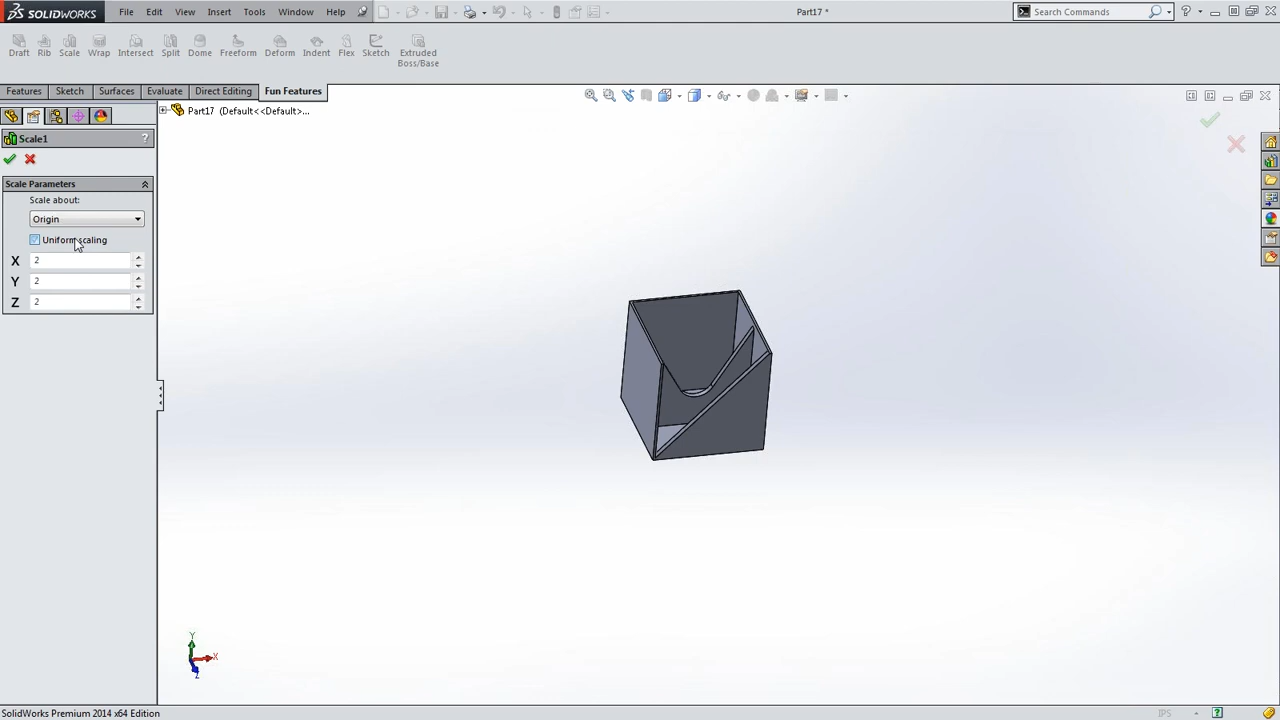 SOLIDWORKS File Edit View Insert Tools Window Help Part17 * Search Commands
Draft Rib Scale Wrap Intersect Split Dome Freeform Deform Indent Flex Sketch Extruded
Boss/Base
Features Sketch Surfaces Evaluate Direct Editing Fun Features
Part17 (Default<<Default>...
Scale1 ?
Scale Parameters
Scale about:
Origin
Uniform scaling
X 2
Y 2
Z 2
Y
X
Z
SolidWorks Premium 2014 x64 Edition IPS